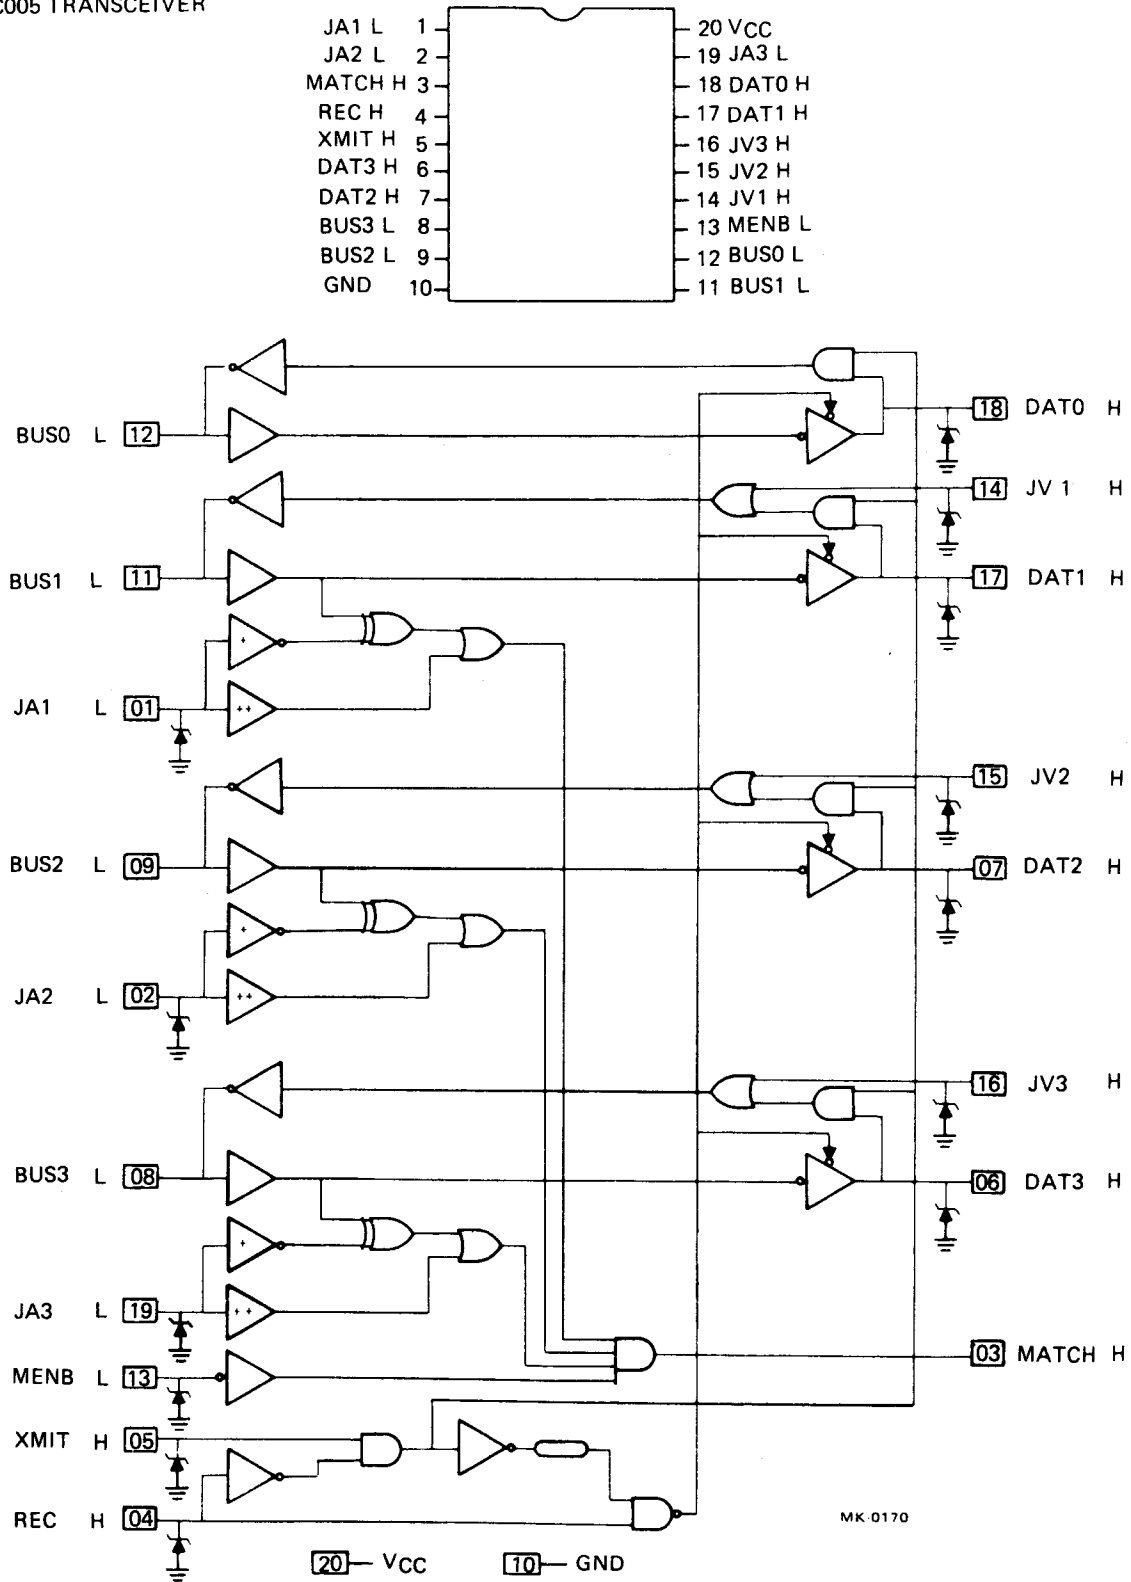 C005 TRANSCEIVER
JA1 L 1
JA2 L 2
MATCH H 3
REC H 4
XMIT H 5
DAT3 H 6
DAT2 H 7
BUS3 L 8
BUS2 L 9
GND 10
20 VCC
19 JA3 L
18 DAT0 H
17 DAT1 H
16 JV3 H
15 JV2 H
14 JV1 H
13 MENB L
12 BUS0 L
11 BUS1 L
18 DAT0 H
BUS0 L 12
14 JV 1 H
BUS1 L 11
17 DAT1 H
+
JA1 L 01
++
15 JV2 H
BUS2 L 09
07 DAT2 H
+
JA2 L 02
++
16 JV3 H
BUS3 L 08
06 DAT3 H
+
JA3 L 19
++
03 MATCH H
MENB L 13
XMIT H 05
REC H 04
MK-0170
20 — VCC
10 — GND